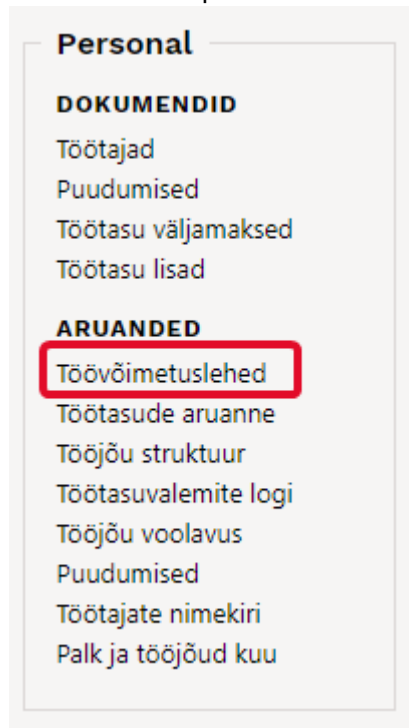 Personal
DOKUMENDID
Töötajad
Puudumised
Töötasu väljamaksed
Töötasu lisad
ARUANDED
Töövõimetuslehed
Töötasude aruanne
Tööjõu struktuur
Töötasuvalemite logi
Tööjõu voolavus
Puudumised
Töötajate nimekiri
Palk ja tööjõud kuu